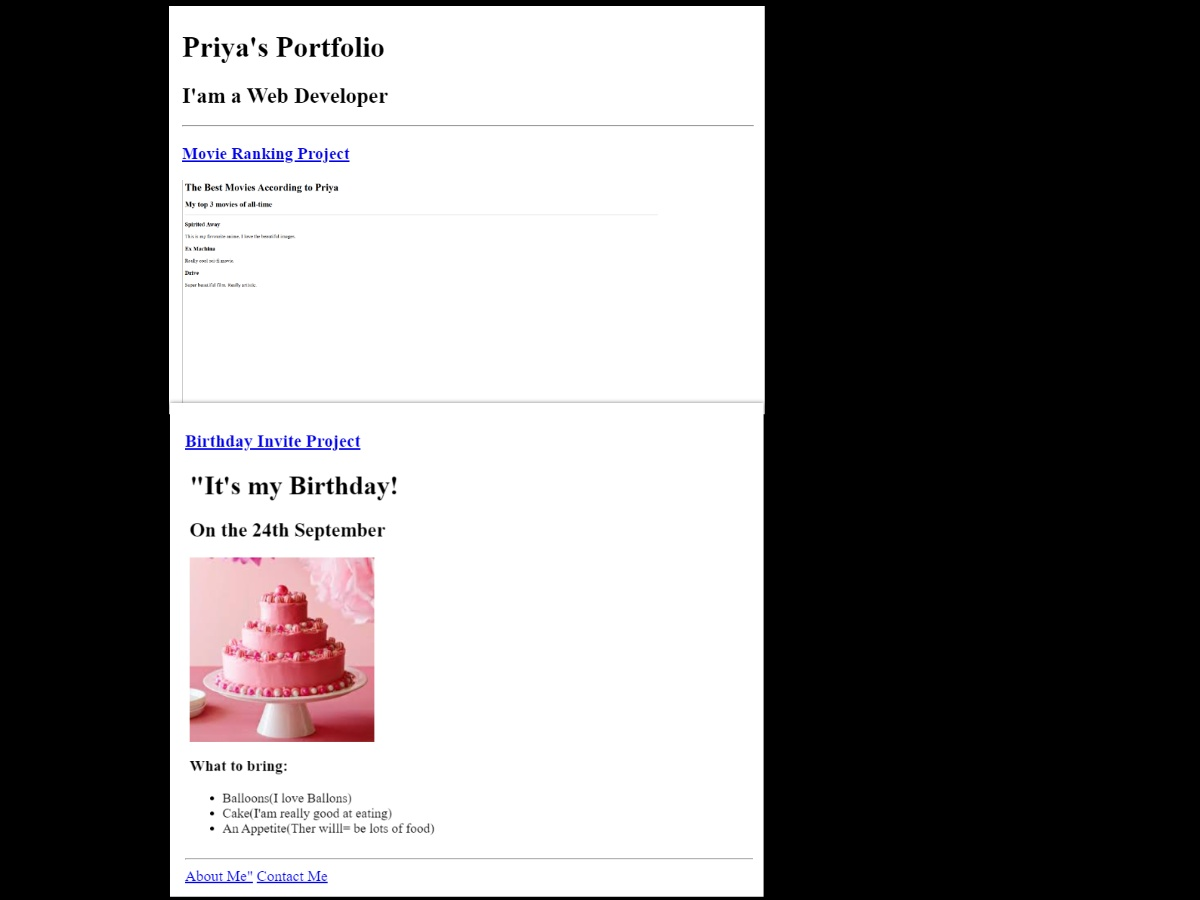 Priya's Portfolio
I'am a Web Developer
Movie Ranking Project
The Best Movies According to Priya
My top 3 movies of all-time
Spirited Away
This is my favourite anime. I love the beautiful images.
Ex Machina
Really cool sci-fi movie.
Drive
Super beautiful film. Really artistic.
Birthday Invite Project
"It's my Birthday!
On the 24th September
What to bring:
Balloons(I love Ballons)
Cake(I'am really good at eating)
An Appetite(Ther willl= be lots of food)
About Me" Contact Me